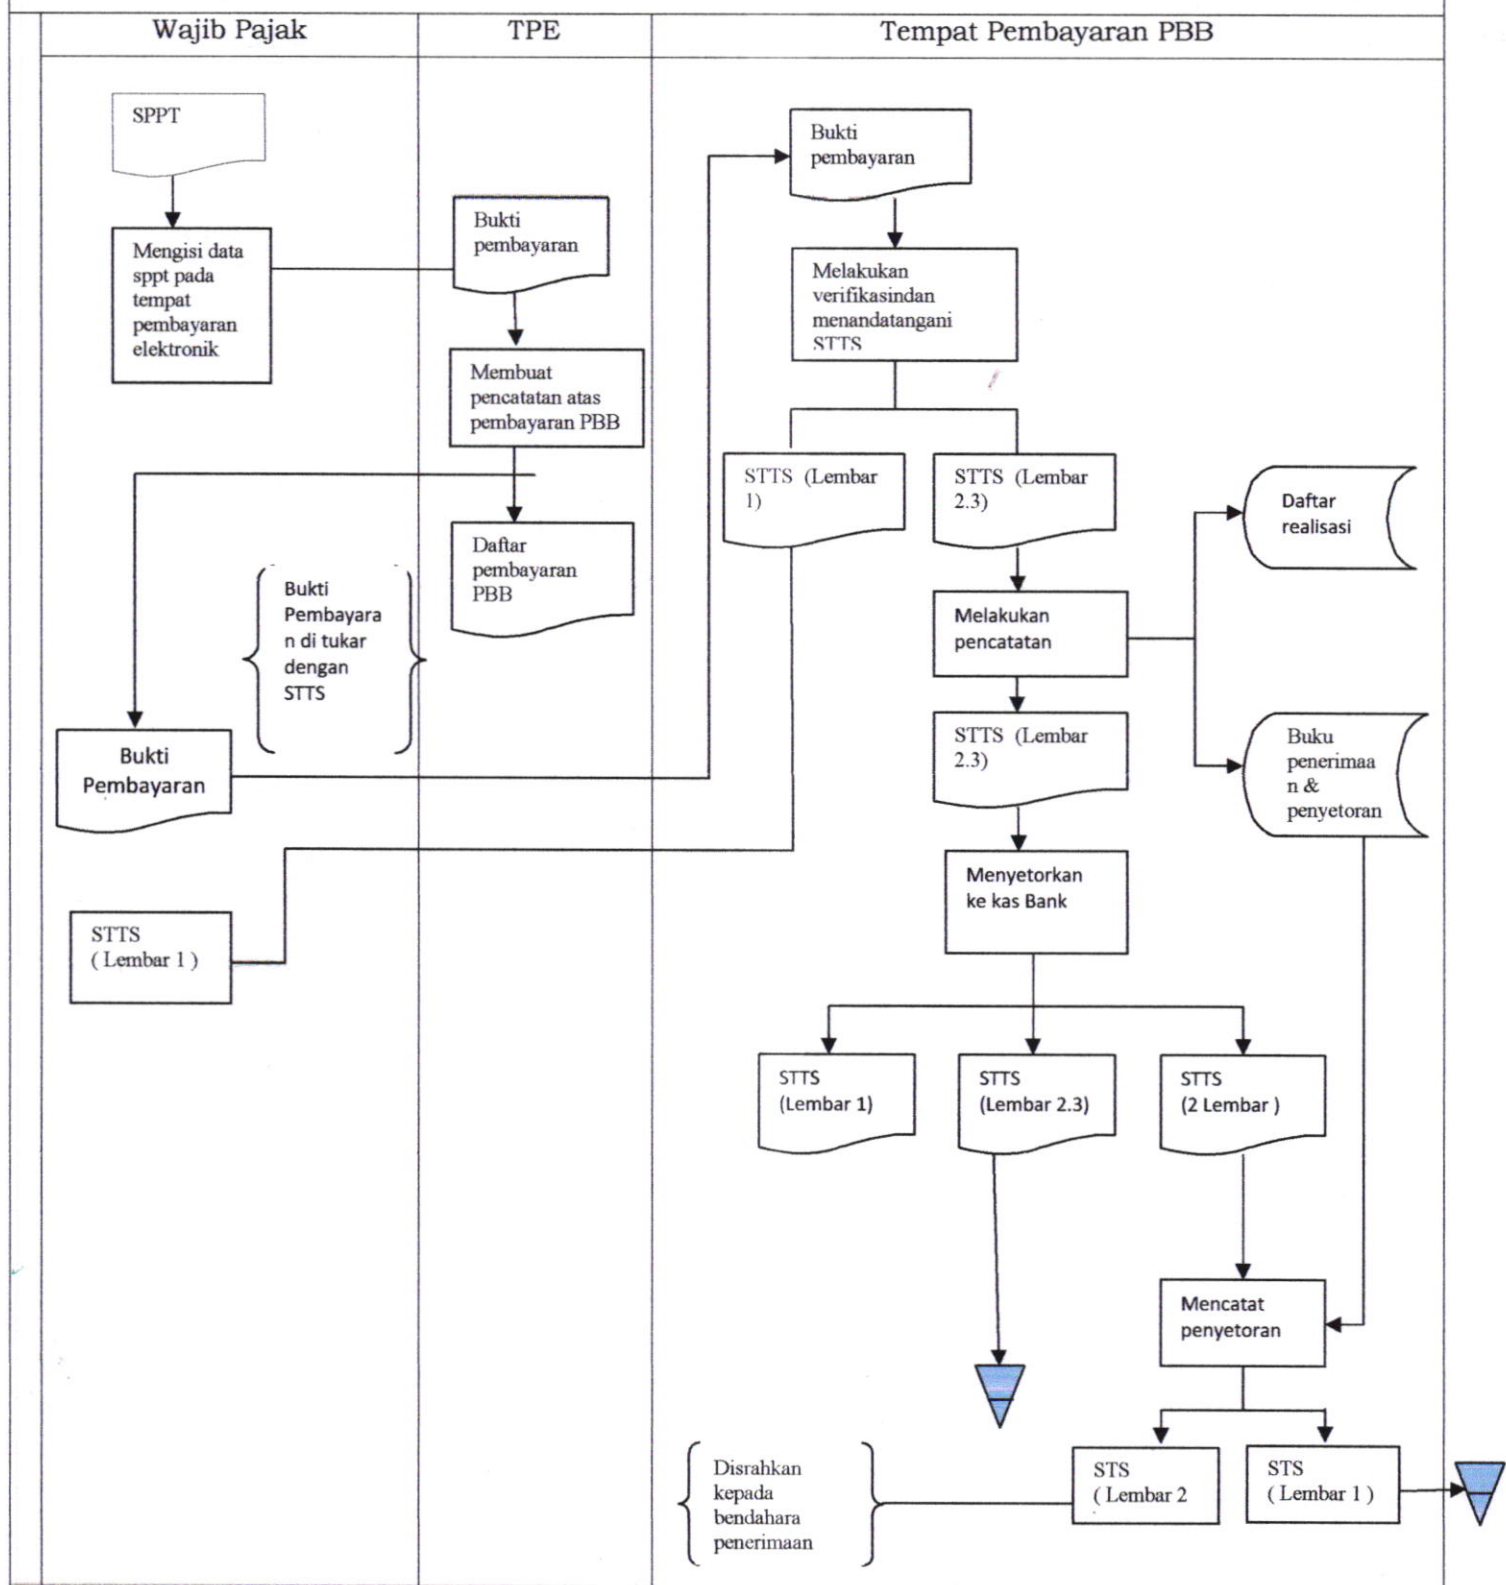 Wajib Pajak
TPE
Tempat Pembayaran PBB
SPPT
Mengisi data
sppt pada
tempat
pembayaran
elektronik
Bukti
pembayaran
Membuat
pencatatan atas
pembayaran PBB
Daftar
pembayaran
PBB
Bukti
Pembayara
n di tukar
dengan
STTS
Bukti
Pembayaran
STTS
( Lembar 1 )
Bukti
pembayaran
Melakukan
verifikasindan
menandatangani
STTS
STTS (Lembar
1)
STTS (Lembar
2.3)
Daftar
realisasi
Melakukan
pencatatan
STTS (Lembar
2.3)
Buku
penerimaa
n &
penyetoran
Menyetorkan
ke kas Bank
STTS
(Lembar 1)
STTS
(Lembar 2.3)
STTS
(2 Lembar )
Mencatat
penyetoran
Disrahkan
kepada
bendahara
penerimaan
STS
( Lembar 2
STS
( Lembar 1 )